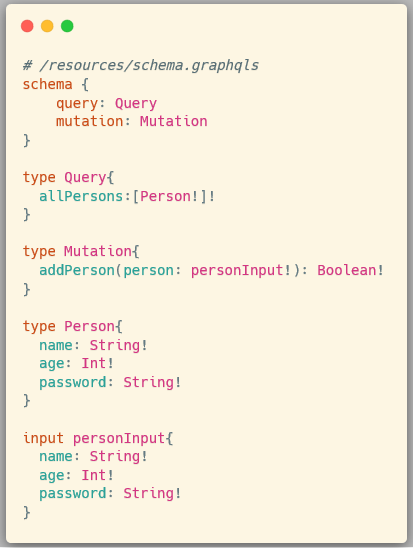 # /resources/schema.graphqls
schema {
    query: Query
    mutation: Mutation
}

type Query{
  allPersons:[Person!]!
}

type Mutation{
  addPerson(person: personInput!): Boolean!
}

type Person{
  name: String!
  age: Int!
  password: String!
}

input personInput{
  name: String!
  age: Int!
  password: String!
}